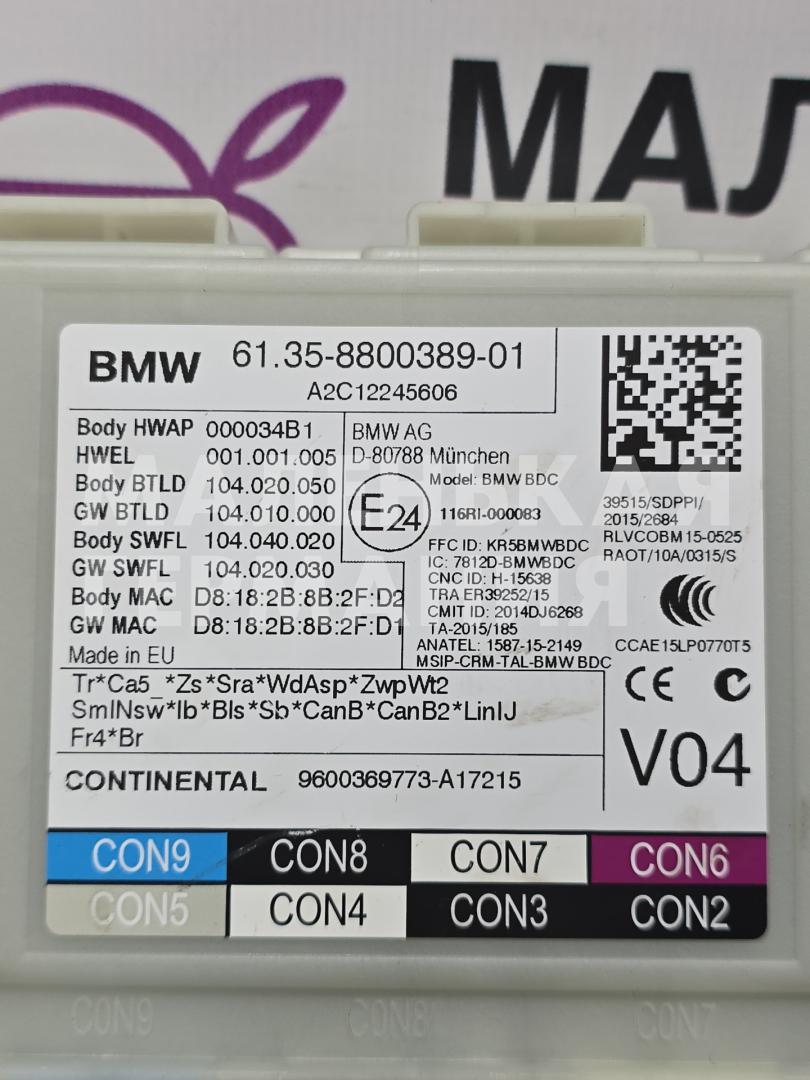 МАЛ
BMW 61.35-8800389-01
A2C12245606
Body HWAP 000034B1
HWEL 001.001.005
Body BTLD 104.020.050
GW BTLD 104.010.000
Body SWFL 104.040.020
GW SWFL 104.020.030
Body MAC D8:18:2B:8B:2F:D2
GW MAC D8:18:2B:8B:2F:D1
Made in EU
BMW AG
D-80788 München
Model: BMW BDC
E24
116RI-000083
FFC ID: KR5BMWBDC
IC: 7812D-BMWBDC
CNC ID: H-15638
TRA ER39252/15
CMIT ID: 2014DJ6268
TA-2015/185
ANATEL: 1587-15-2149
MSIP-CRM-TAL-BMW BDC
39515/SDPPI/
2015/2684
RLVCOBM15-0525
RAOT/10A/0315/S
CCAE15LP0770T5
CE
V04
Tr*Ca5_*Zs*Sra*WdAsp*ZwpWt2
SmlNsw*Ib*Bls*Sb*CanB*CanB2*LinIJ
Fr4*Br
CONTINENTAL 9600369773-A17215
CON9 CON8 CON7 CON6
CON5 CON4 CON3 CON2
CON9 CON8 CON7
МАЛЕНЬКАЯ
ГЕРМАНИЯ